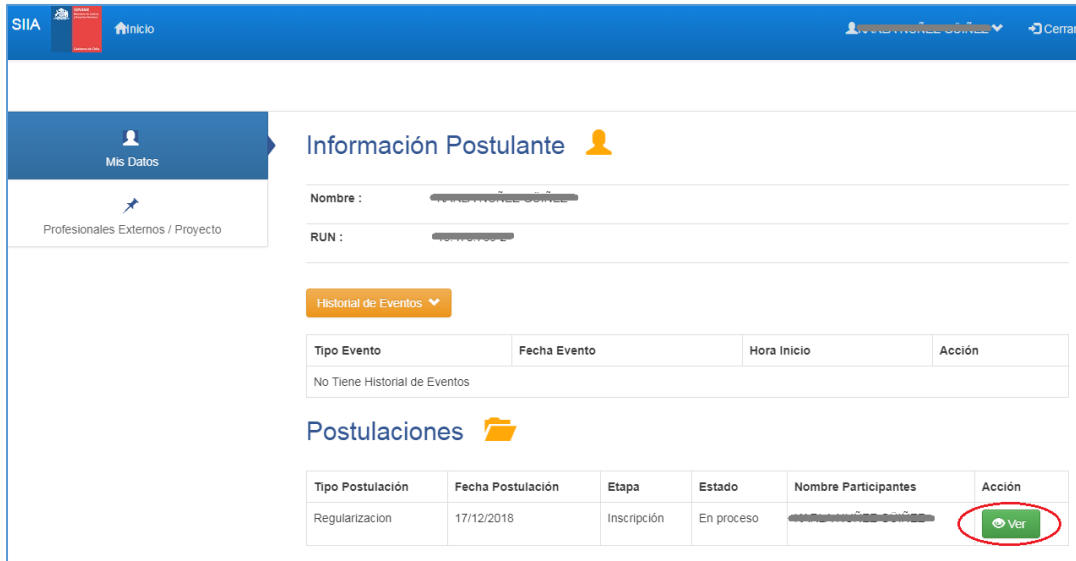 SIIA
Inicio
Cerrar
Mis Datos
Profesionales Externos / Proyecto
Información Postulante
Nombre :
RUN :
Historial de Eventos
Tipo Evento Fecha Evento Hora Inicio Acción
No Tiene Historial de Eventos
Postulaciones
Tipo Postulación Fecha Postulación Etapa Estado Nombre Participantes Acción
Regularizacion 17/12/2018 Inscripción En proceso Ver